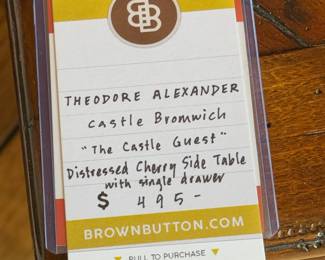 BB
THEODORE ALEXANDER
Castle Bromwich
"The Castle Guest"
Distressed Cherry Side Table
with single drawer
$ 495-
BROWNBUTTON.COM
PULL TO PURCHASE